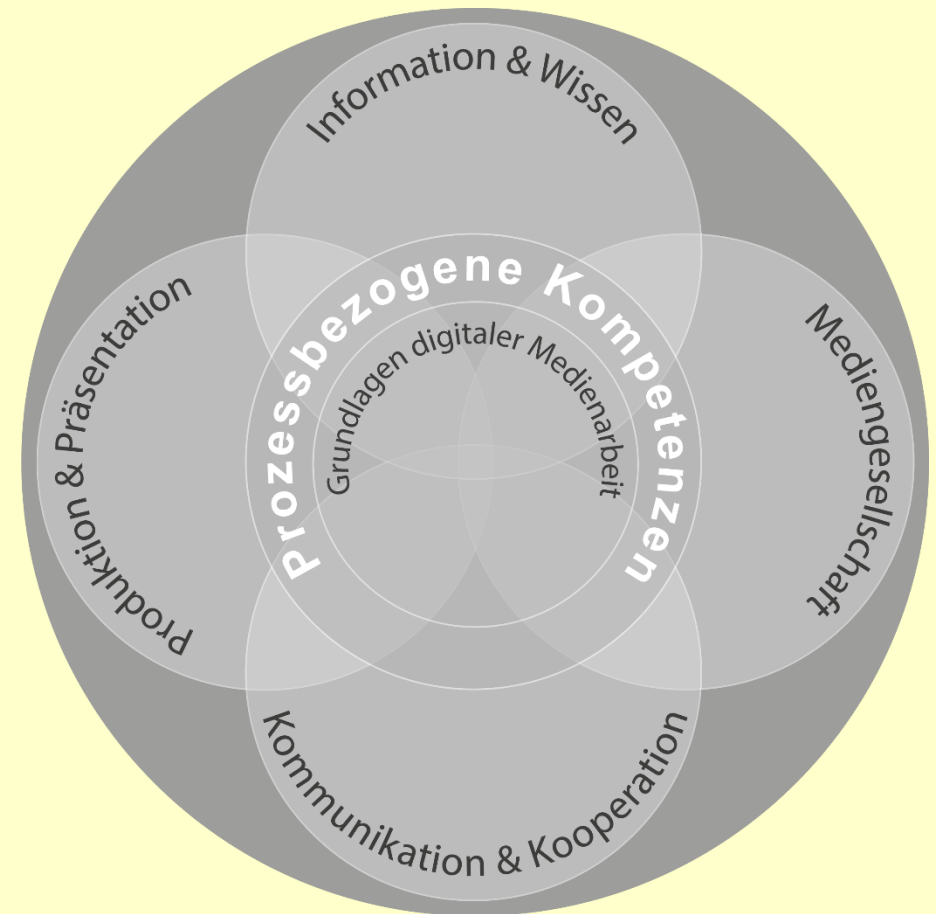 Information & Wissen
Produktion & Präsentation
Prozessbezogene Kompetenzen
Grundlagen digitaler Medienarbeit
Mediengesellschaft
Kommunikation & Kooperation